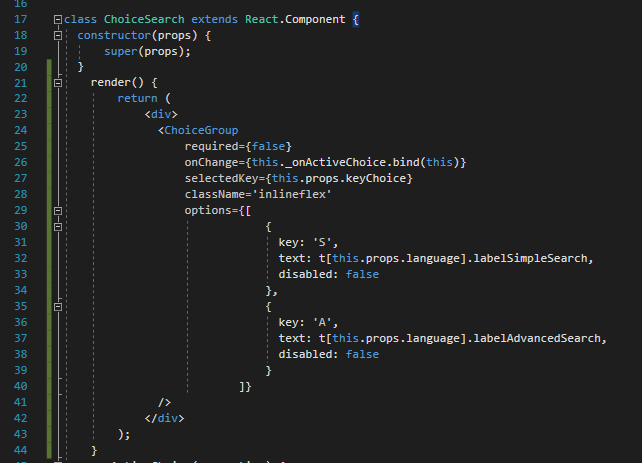 16
17 class ChoiceSearch extends React.Component {
18 constructor(props) {
19 super(props);
20 }
21 render() {
22 return (
23 <div>
24 <ChoiceGroup
25 required={false}
26 onChange={this._onActiveChoice.bind(this)}
27 selectedKey={this.props.keyChoice}
28 className='inlineflex'
29 options={[
30 {
31 key: 'S',
32 text: t[this.props.language].labelSimpleSearch,
33 disabled: false
34 },
35 {
36 key: 'A',
37 text: t[this.props.language].labelAdvancedSearch,
38 disabled: false
39 }
40 ]}
41 />
42 </div>
43 );
44 }